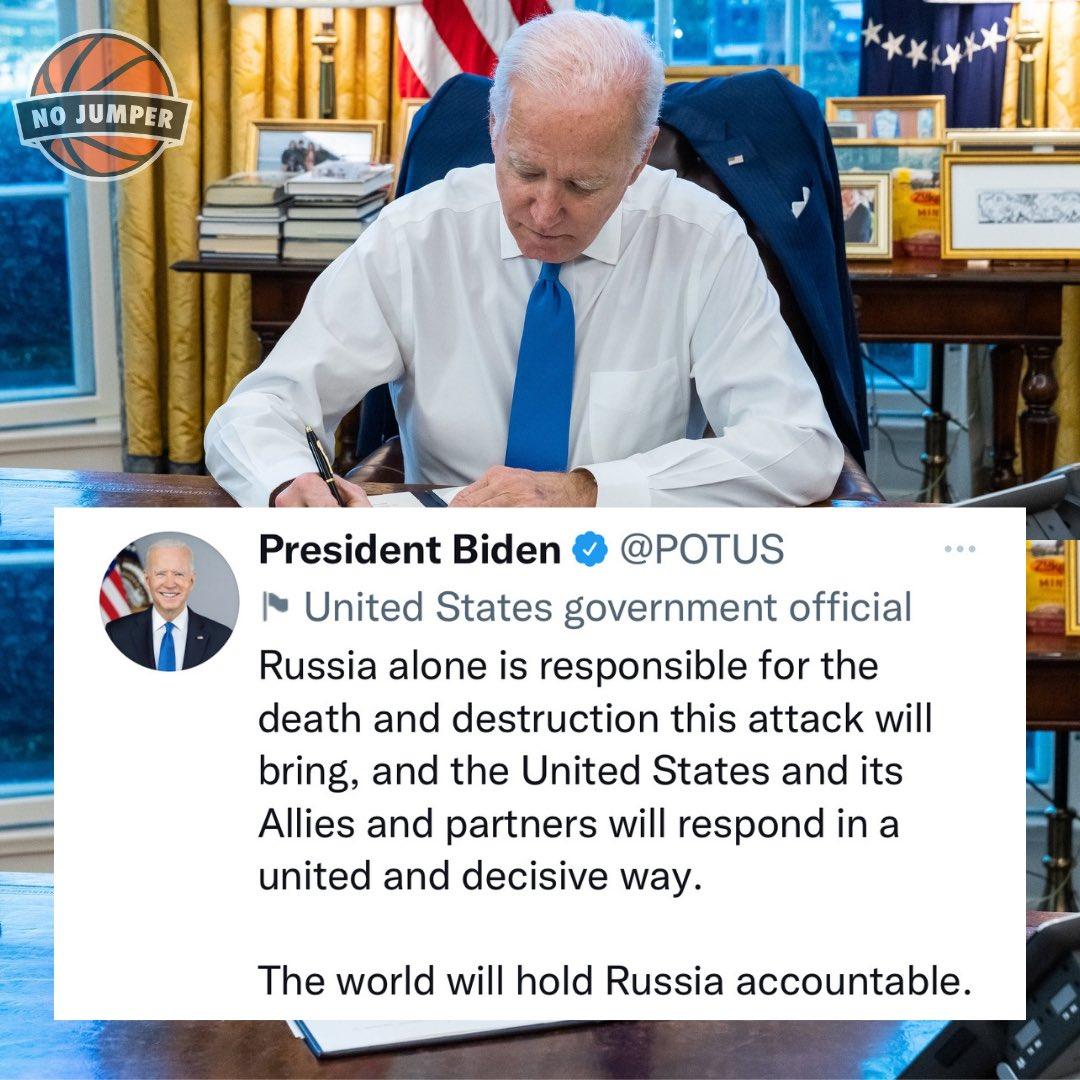 NO JUMPER
President Biden @POTUS
United States government official
Russia alone is responsible for the
death and destruction this attack will
bring, and the United States and its
Allies and partners will respond in a
united and decisive way.
The world will hold Russia accountable.